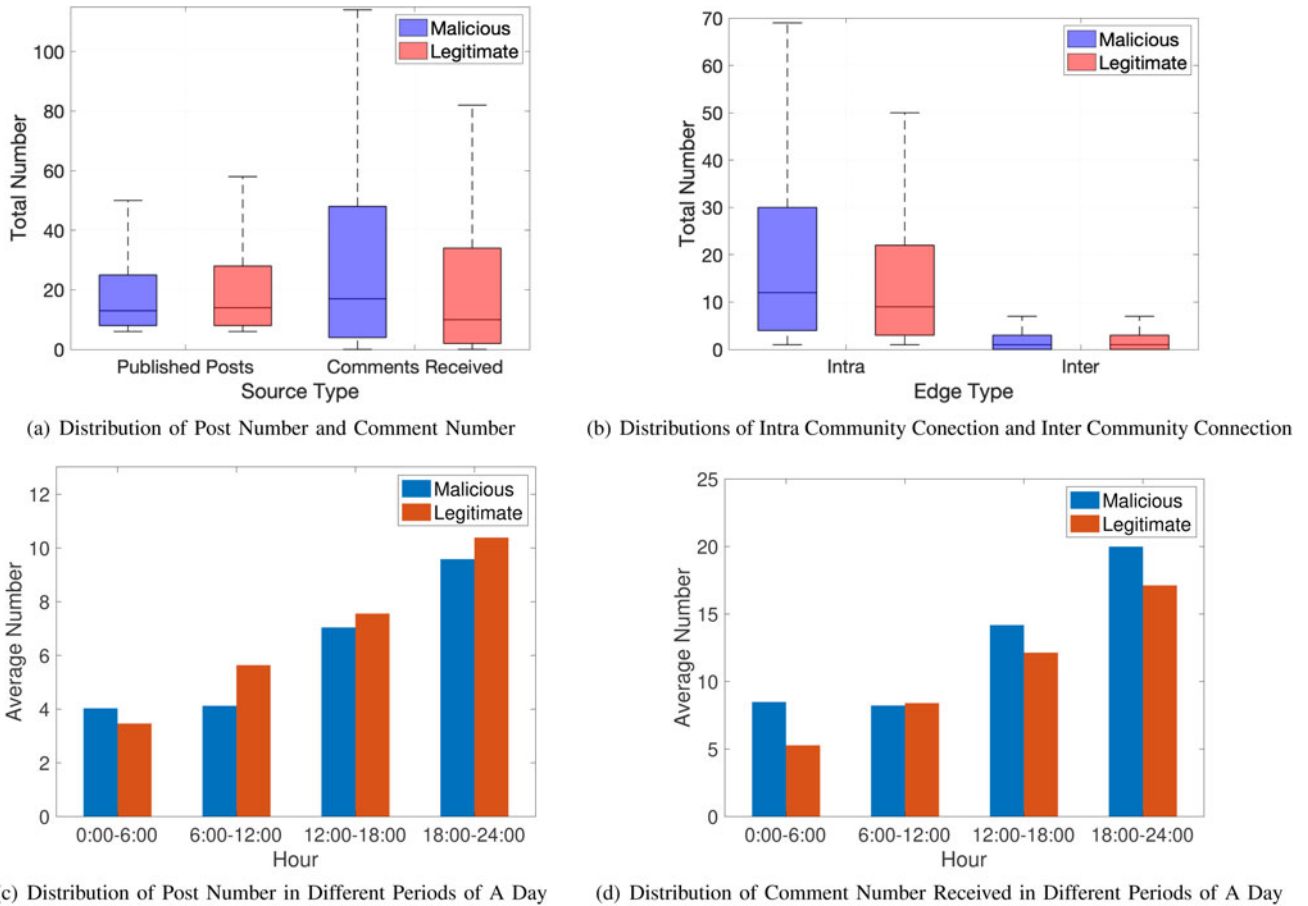 Total Number
100
80
60
40
20
0
Malicious
Legitimate
Published Posts
Comments Received
Source Type
(a) Distribution of Post Number and Comment Number
Total Number
70
60
50
40
30
20
10
0
Malicious
Legitimate
Intra
Inter
Edge Type
(b) Distributions of Intra Community Conection and Inter Community Connection
Average Number
12
10
8
6
4
2
0
Malicious
Legitimate
0:00-6:00
6:00-12:00
12:00-18:00
18:00-24:00
Hour
(c) Distribution of Post Number in Different Periods of A Day
Average Number
25
20
15
10
5
0
Malicious
Legitimate
0:00-6:00
6:00-12:00
12:00-18:00
18:00-24:00
Hour
(d) Distribution of Comment Number Received in Different Periods of A Day